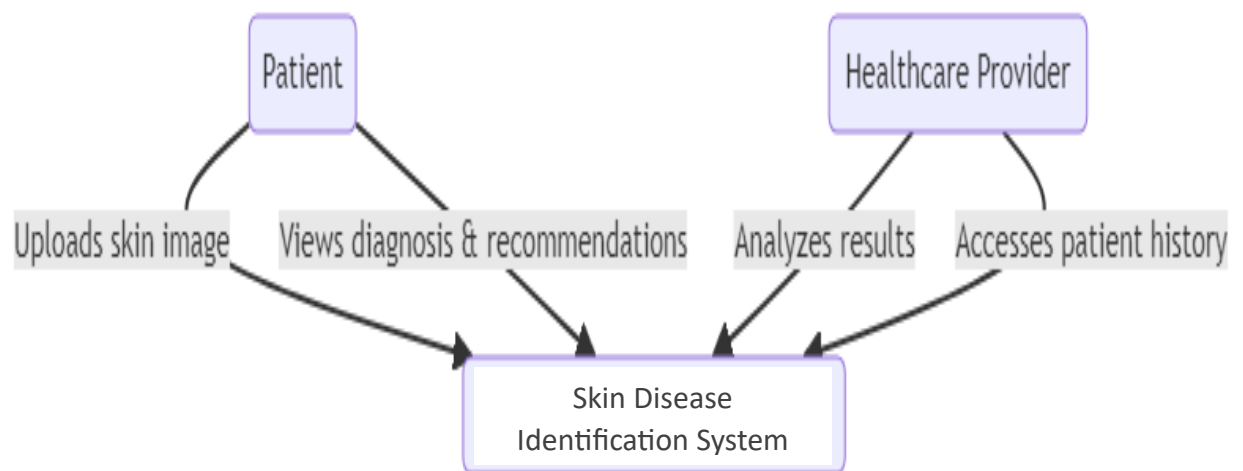 Patient
Healthcare Provider
Uploads skin image
Views diagnosis & recommendations
Analyzes results
Accesses patient history
Skin Disease
Identification System